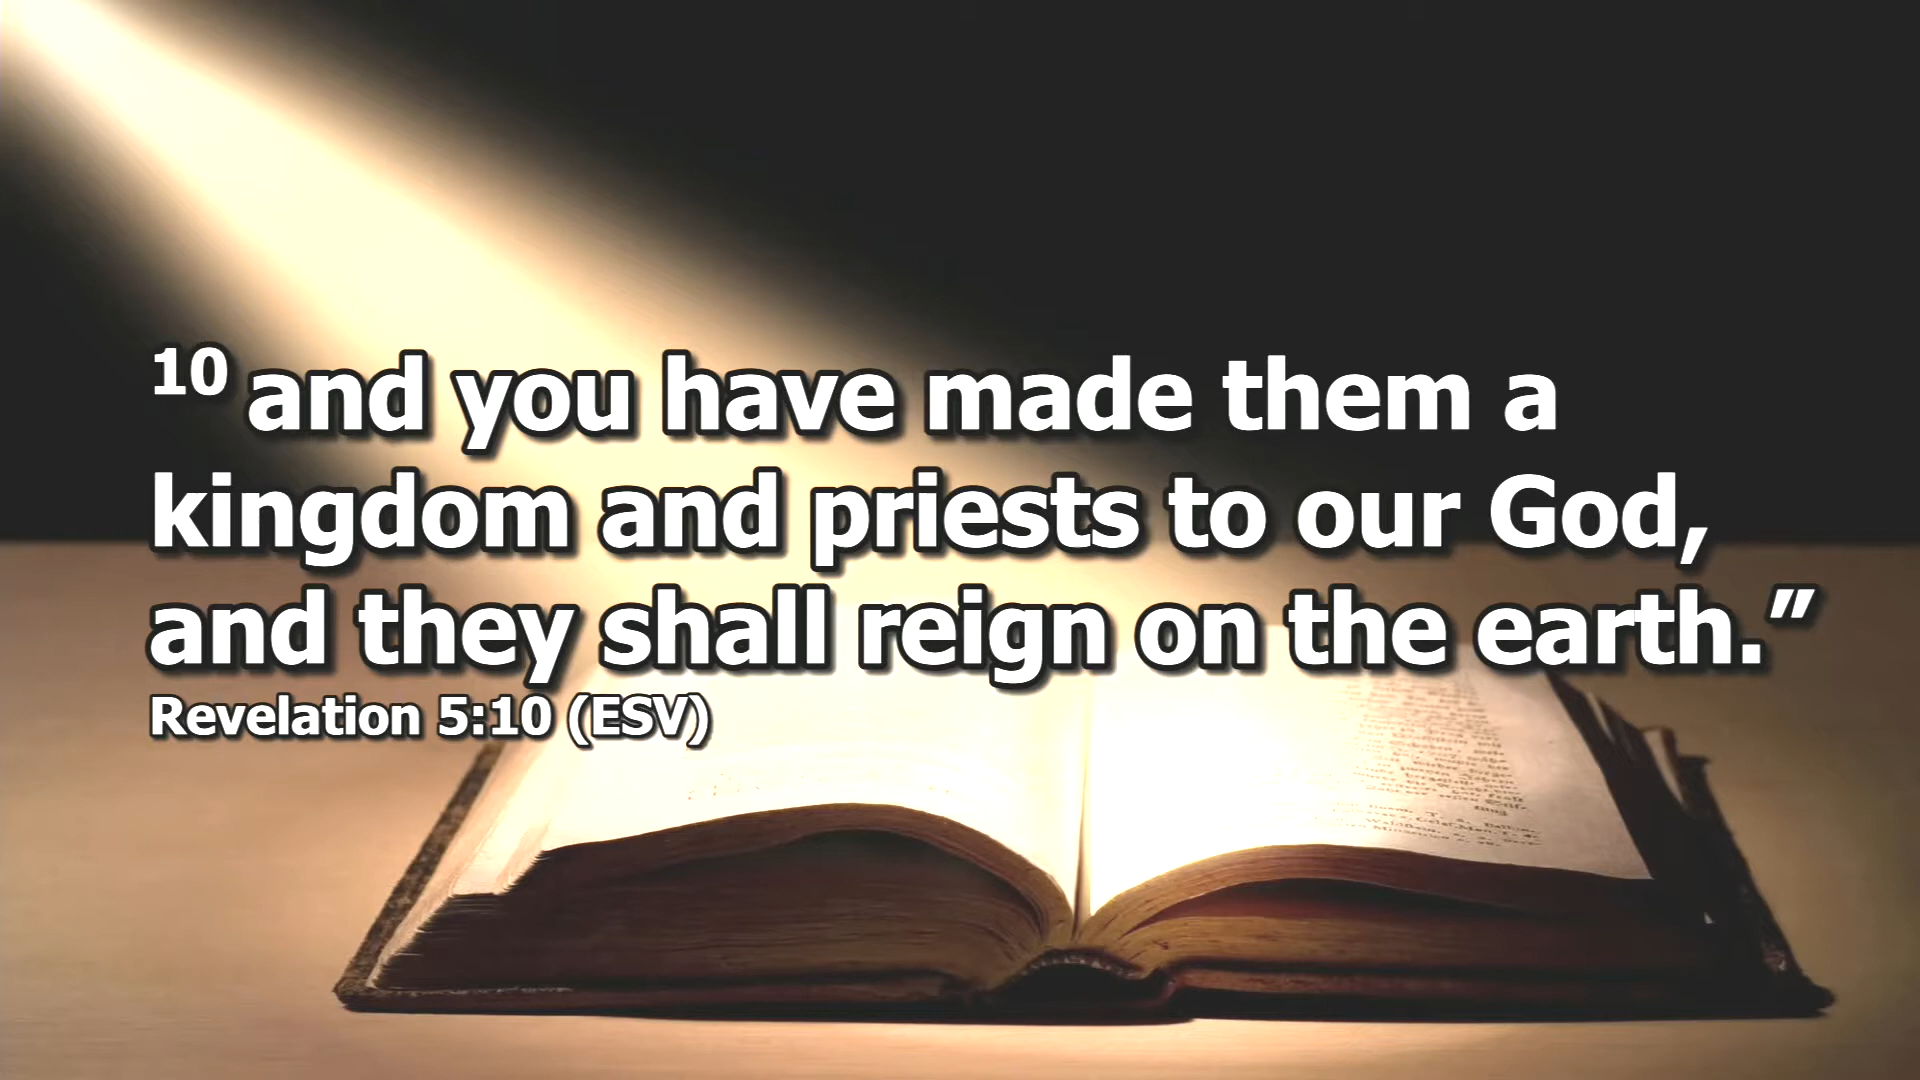 10 and you have made them a
kingdom and priests to our God,
and they shall reign on the earth.”
Revelation 5:10 (ESV)